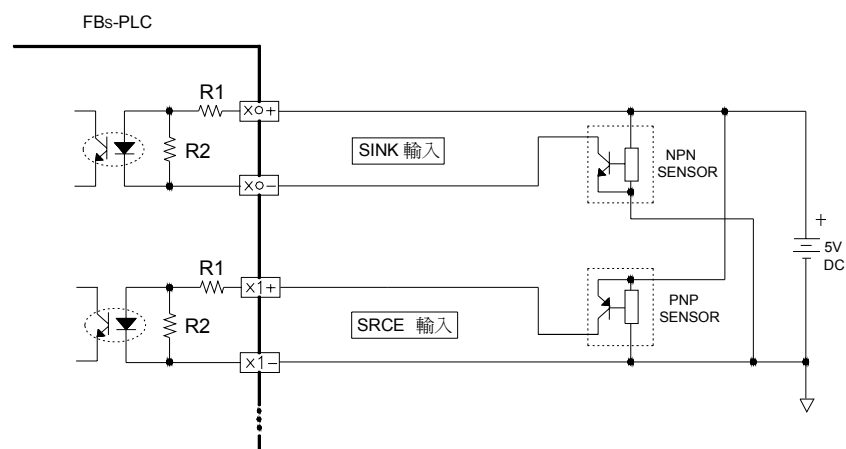 FBs-PLC
R1
X0+
R2
SINK 輸入
NPN
SENSOR
X0-
+
5V
DC
R1
X1+
R2
SRCE 輸入
PNP
SENSOR
X1-